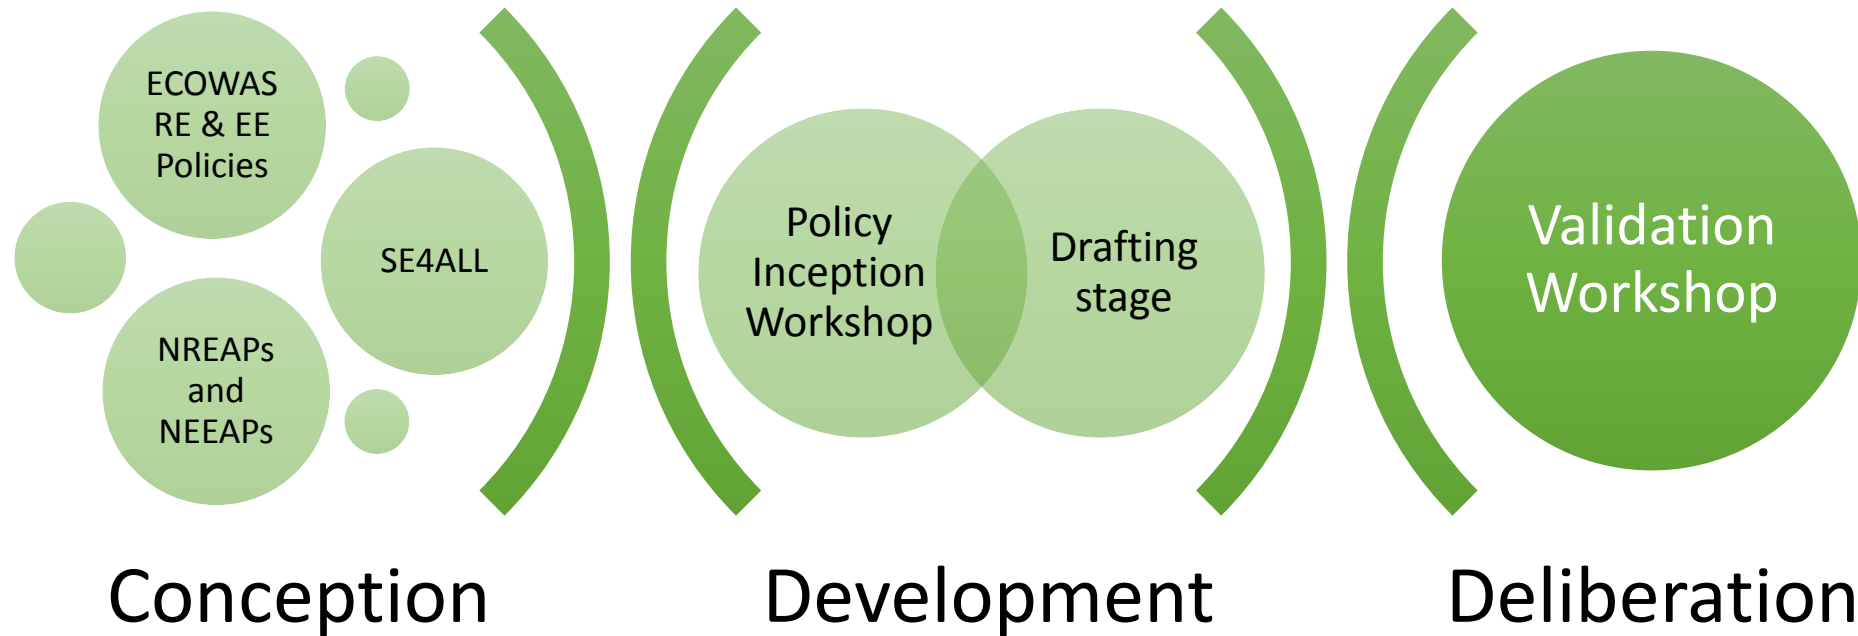 ECOWAS
RE & EE
Policies
SE4ALL
NREAPs
and
NEEAPs
Conception
Policy
Inception
Workshop
Drafting
stage
Development
Validation
Workshop
Deliberation